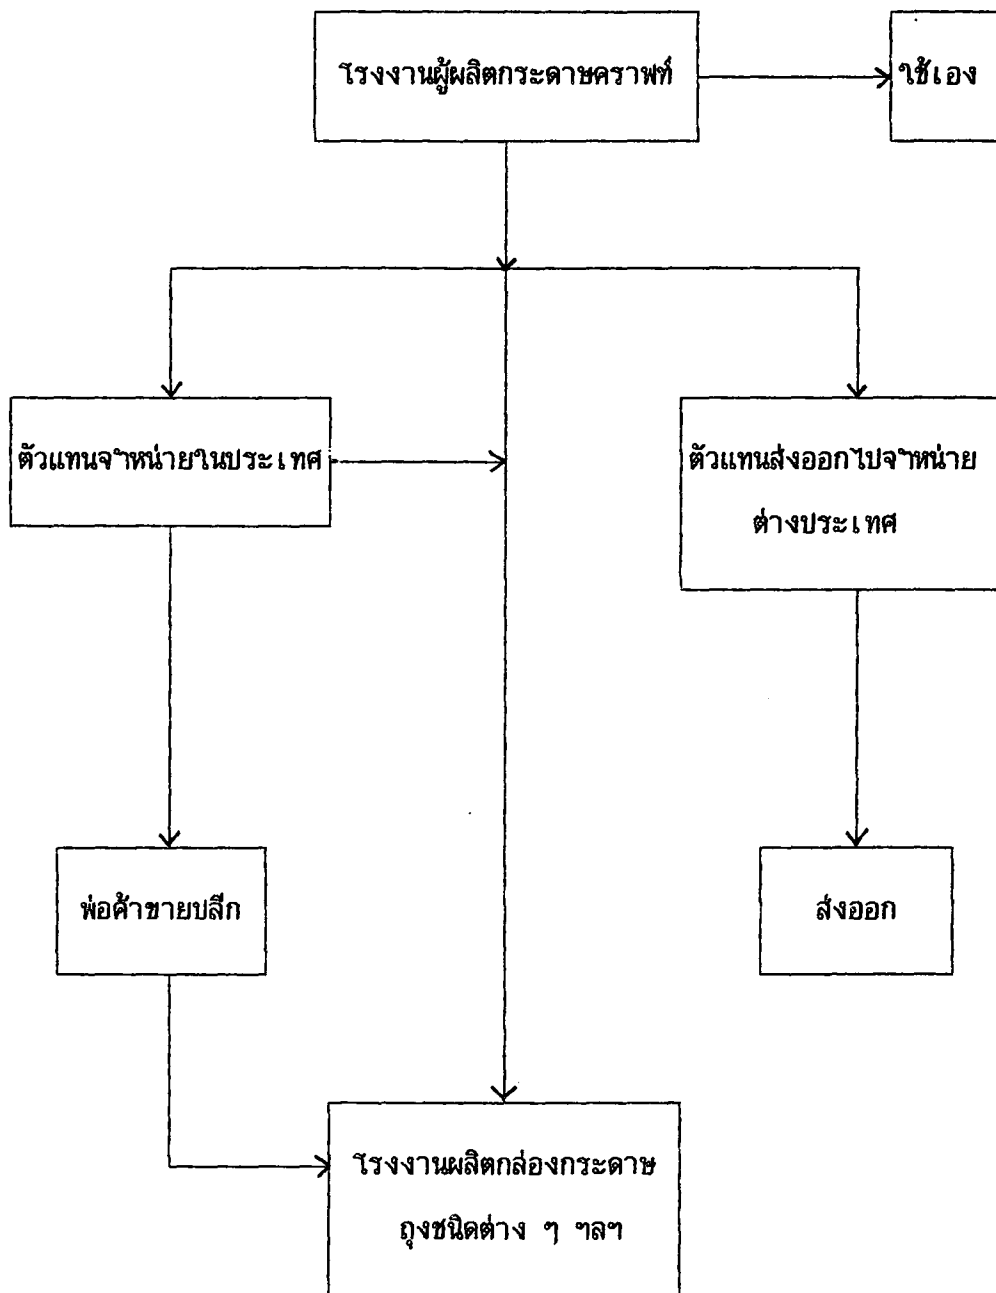 โรงงานผู้ผลิตกระดาษคราฟท์
ใช้เอง
ตัวแทนจำหน่ายในประเทศ
ตัวแทนส่งออกไปจำหน่าย
ต่างประเทศ
พ่อค้าขายปลีก
ส่งออก
โรงงานผลิตกล่องกระดาษ
ถุงชนิดต่าง ๆ ฯลฯ